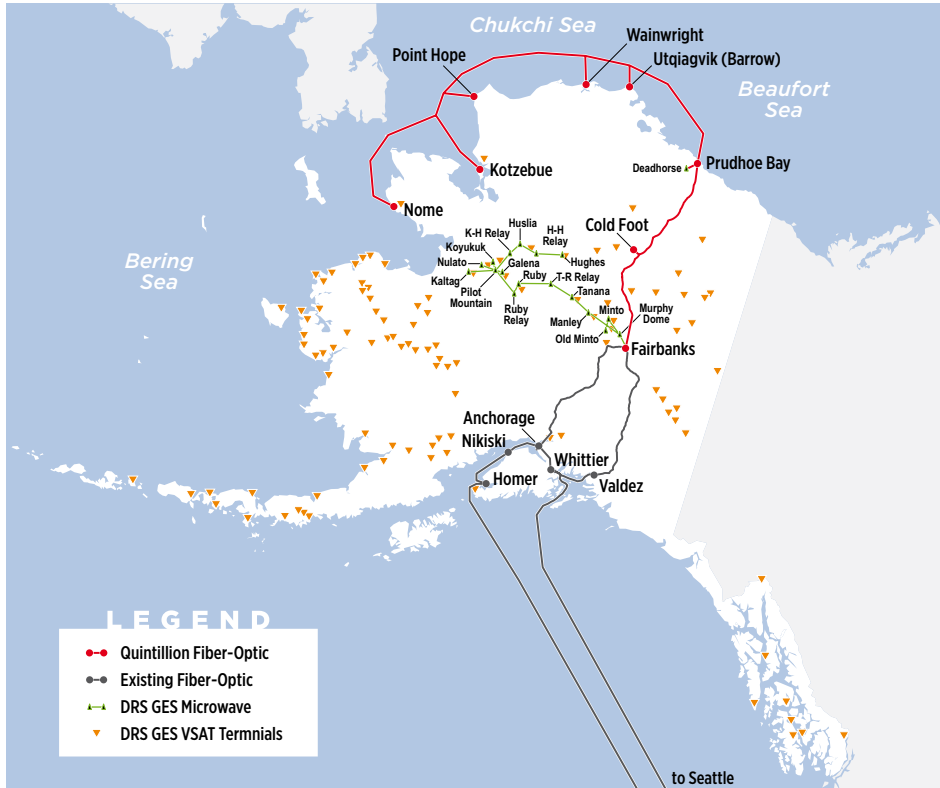 Chukchi Sea
Wainwright
Point Hope
Utqiagvik (Barrow)
Beaufort
Sea
Prudhoe Bay
Deadhorse
Kotzebue
Nome
Cold Foot
Huslia
K-H Relay
H-H
Relay
Koyukuk
Nulato
Galena
Hughes
Kaltag
Ruby
T-R Relay
Pilot
Mountain
Tanana
Ruby
Relay
Minto
Murphy
Dome
Manley
Old Minto
Fairbanks
Bering
Sea
Anchorage
Nikiski
Whittier
Homer
Valdez
LEGEND
Quintillion Fiber-Optic
Existing Fiber-Optic
DRS GES Microwave
DRS GES VSAT Termnials
to Seattle